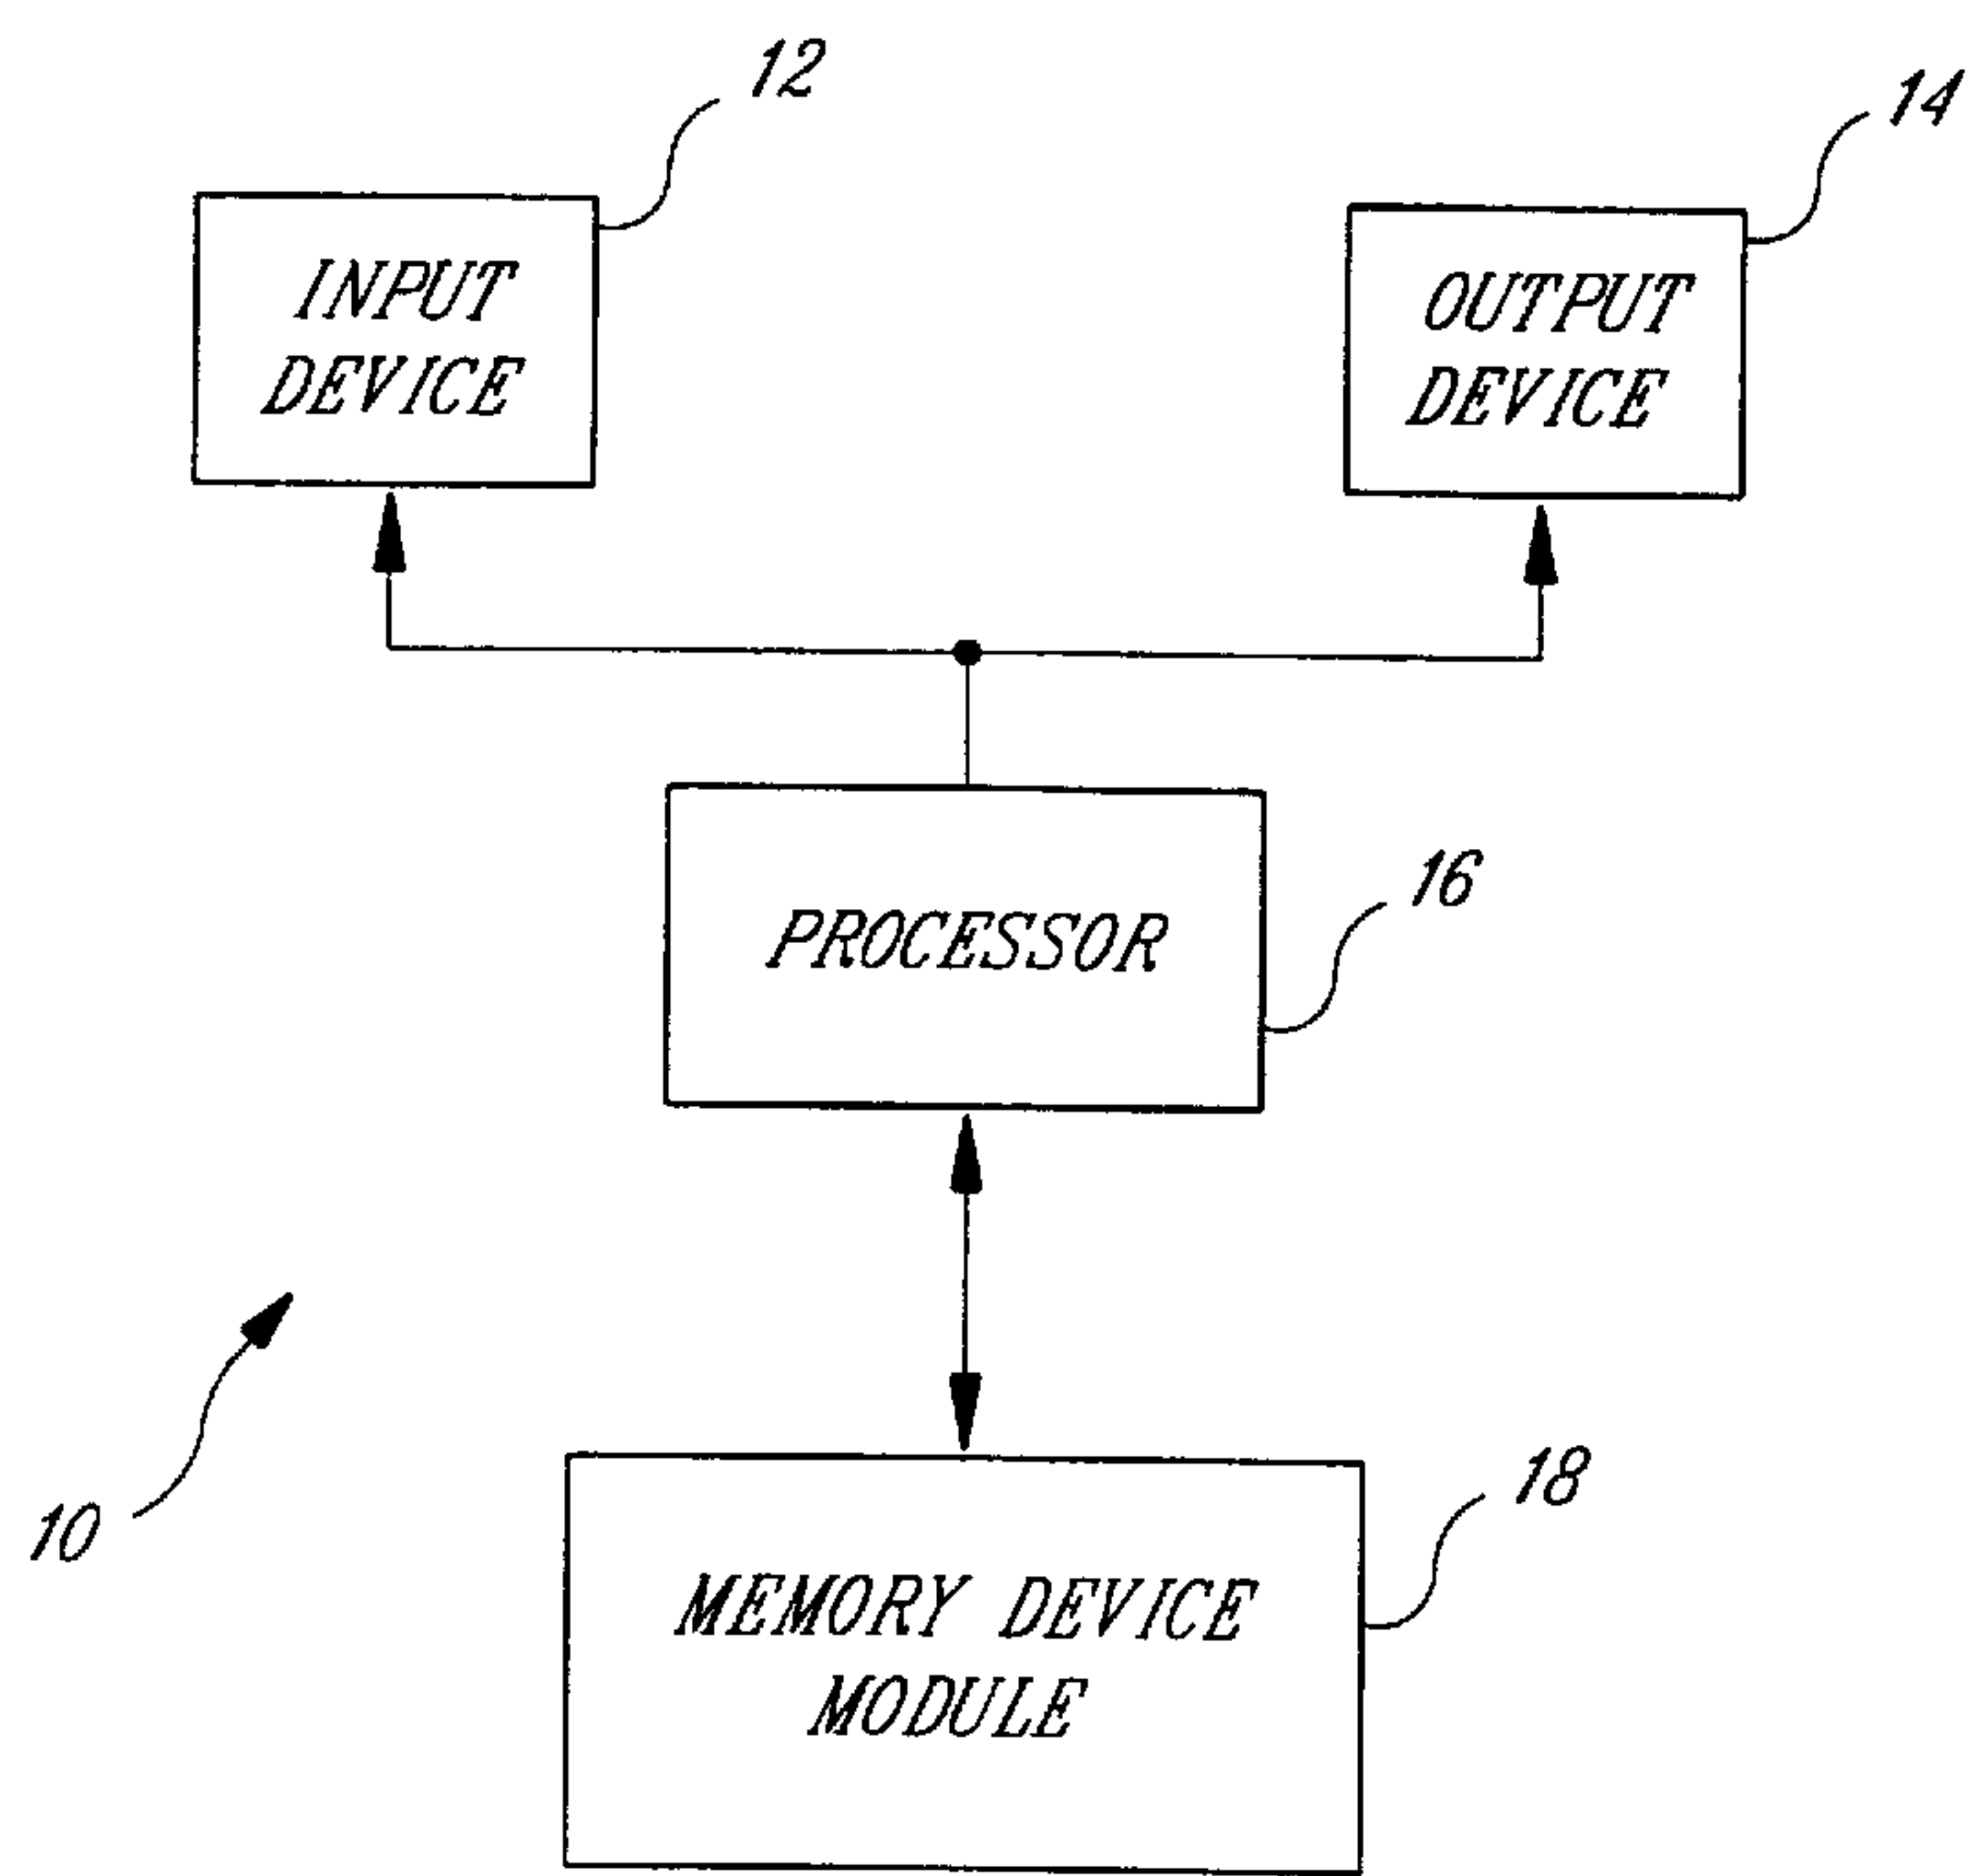 12
14
INPUT
DEVICE
OUTPUT
DEVICE
PROCESSOR
16
10
MEMORY DEVICE
MODULE
18